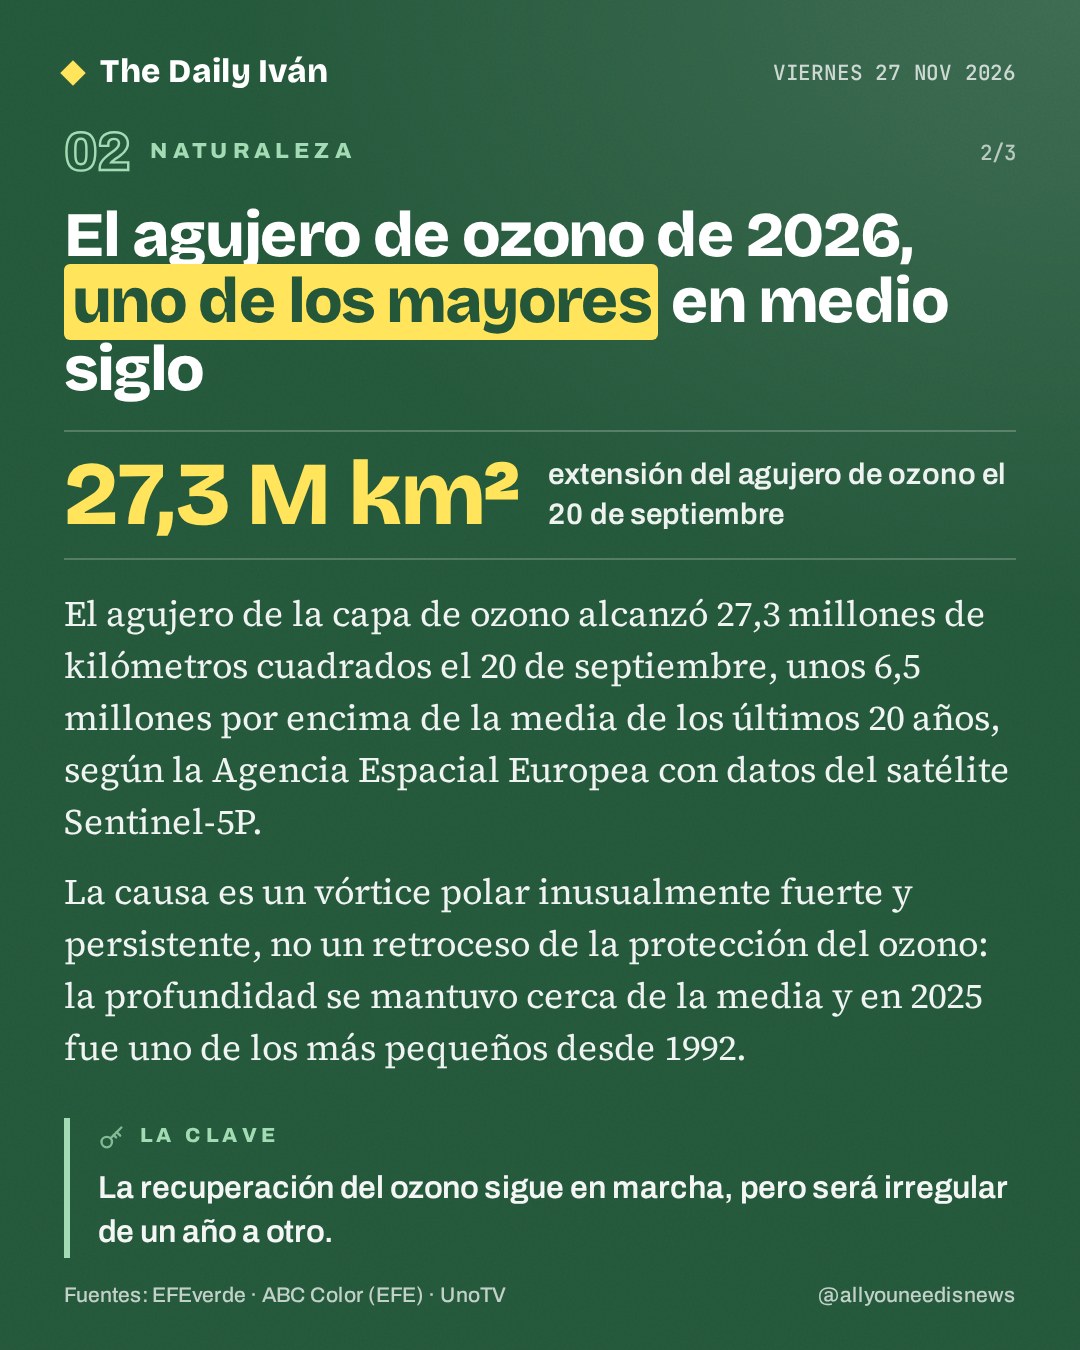 The Daily Iván
VIERNES 27 NOV 2026
02 NATURALEZA
2/3
El agujero de ozono de 2026,
uno de los mayores en medio
siglo
27,3 M km²
extensión del agujero de ozono el
20 de septiembre
El agujero de la capa de ozono alcanzó 27,3 millones de
kilómetros cuadrados el 20 de septiembre, unos 6,5
millones por encima de la media de los últimos 20 años,
según la Agencia Espacial Europea con datos del satélite
Sentinel-5P.
La causa es un vórtice polar inusualmente fuerte y
persistente, no un retroceso de la protección del ozono:
la profundidad se mantuvo cerca de la media y en 2025
fue uno de los más pequeños desde 1992.
LA CLAVE
La recuperación del ozono sigue en marcha, pero será irregular
de un año a otro.
Fuentes: EFEverde · ABC Color (EFE) · UnoTV
@allyouneedisnews